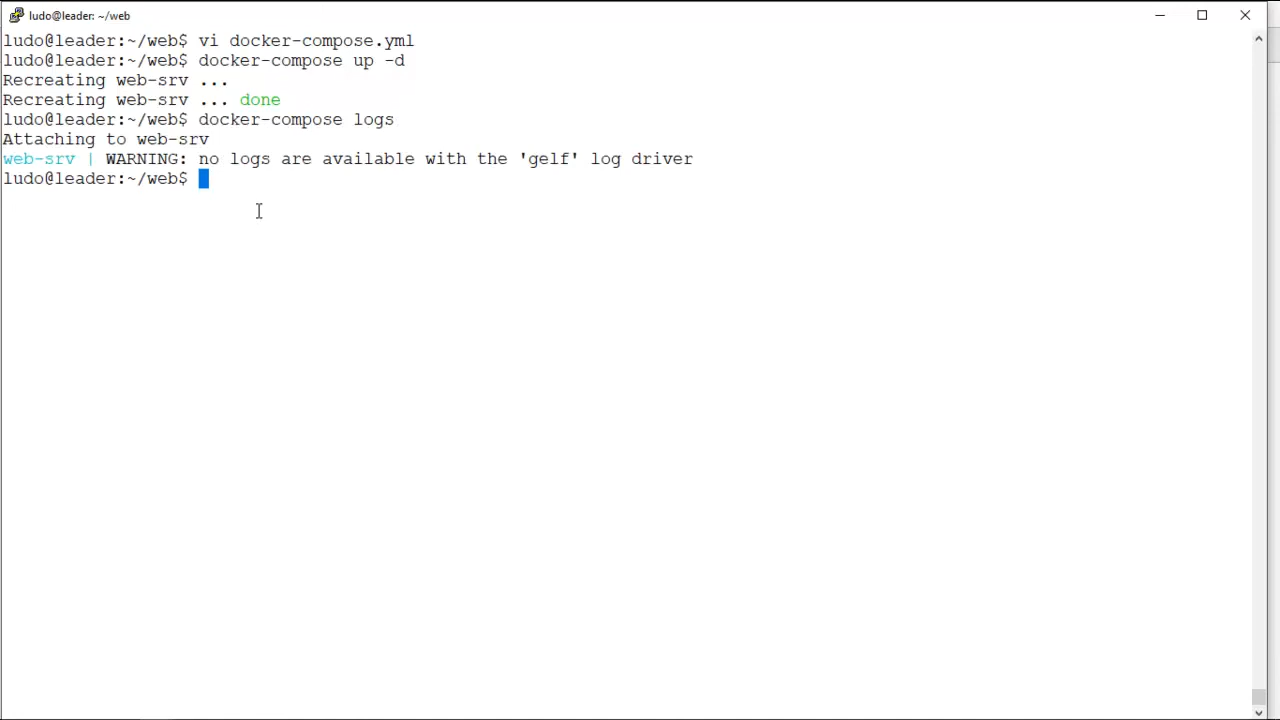 ludo@leader: ~/web
ludo@leader:~/web$ vi docker-compose.yml
ludo@leader:~/web$ docker-compose up -d
Recreating web-srv ...
Recreating web-srv ... done
ludo@leader:~/web$ docker-compose logs
Attaching to web-srv
web-srv | WARNING: no logs are available with the 'gelf' log driver
ludo@leader:~/web$